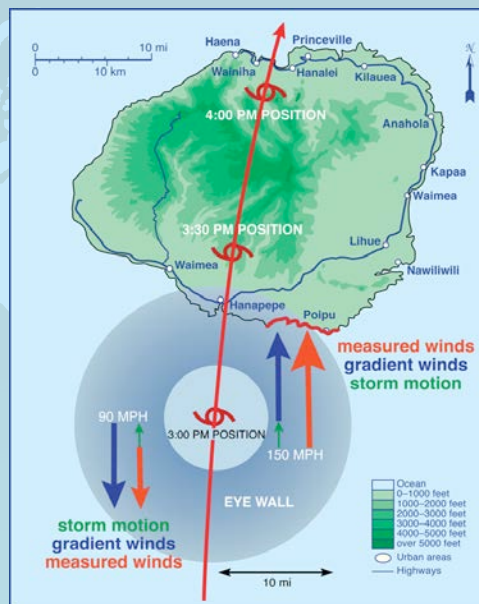 0 10 mi
0 10 km
Haena
Princeville
Wainiha
Hanalei
Kilauea
N
4:00 PM POSITION
Anahola
Kapaa
Waimea
3:30 PM POSITION
Lihue
Waimea
Nawiliwili
Hanapepe
Poipu
measured winds
gradient winds
storm motion
90 MPH
3:00 PM POSITION
150 MPH
EYE WALL
storm motion
gradient winds
measured winds
10 mi
Ocean
0–1000 feet
1000–2000 feet
2000–3000 feet
3000–4000 feet
4000–5000 feet
over 5000 feet
Urban areas
Highways